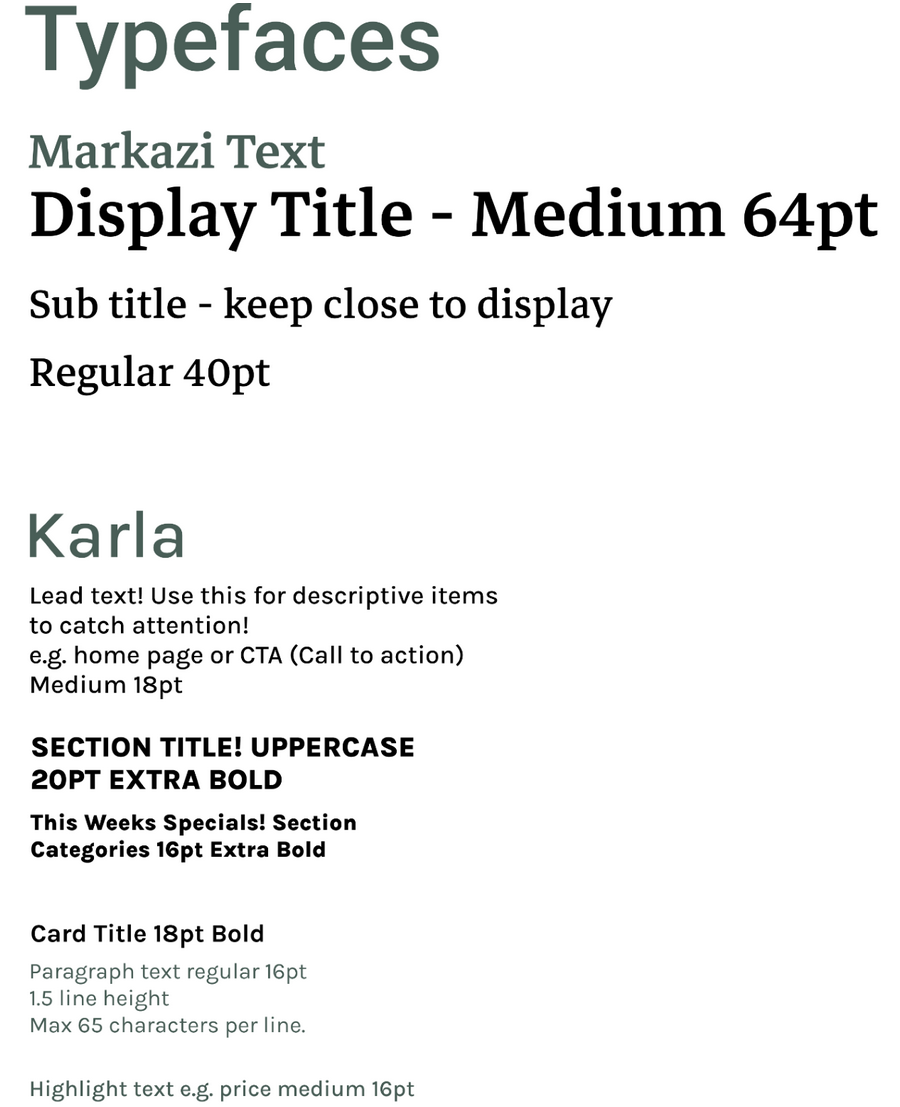 Typefaces
Markazi Text
Display Title - Medium 64pt
Sub title - keep close to display
Regular 40pt
Karla
Lead text! Use this for descriptive items
to catch attention!
e.g. home page or CTA (Call to action)
Medium 18pt
SECTION TITLE! UPPERCASE
20PT EXTRA BOLD
This Weeks Specials! Section
Categories 16pt Extra Bold
Card Title 18pt Bold
Paragraph text regular 16pt
1.5 line height
Max 65 characters per line.
Highlight text e.g. price medium 16pt